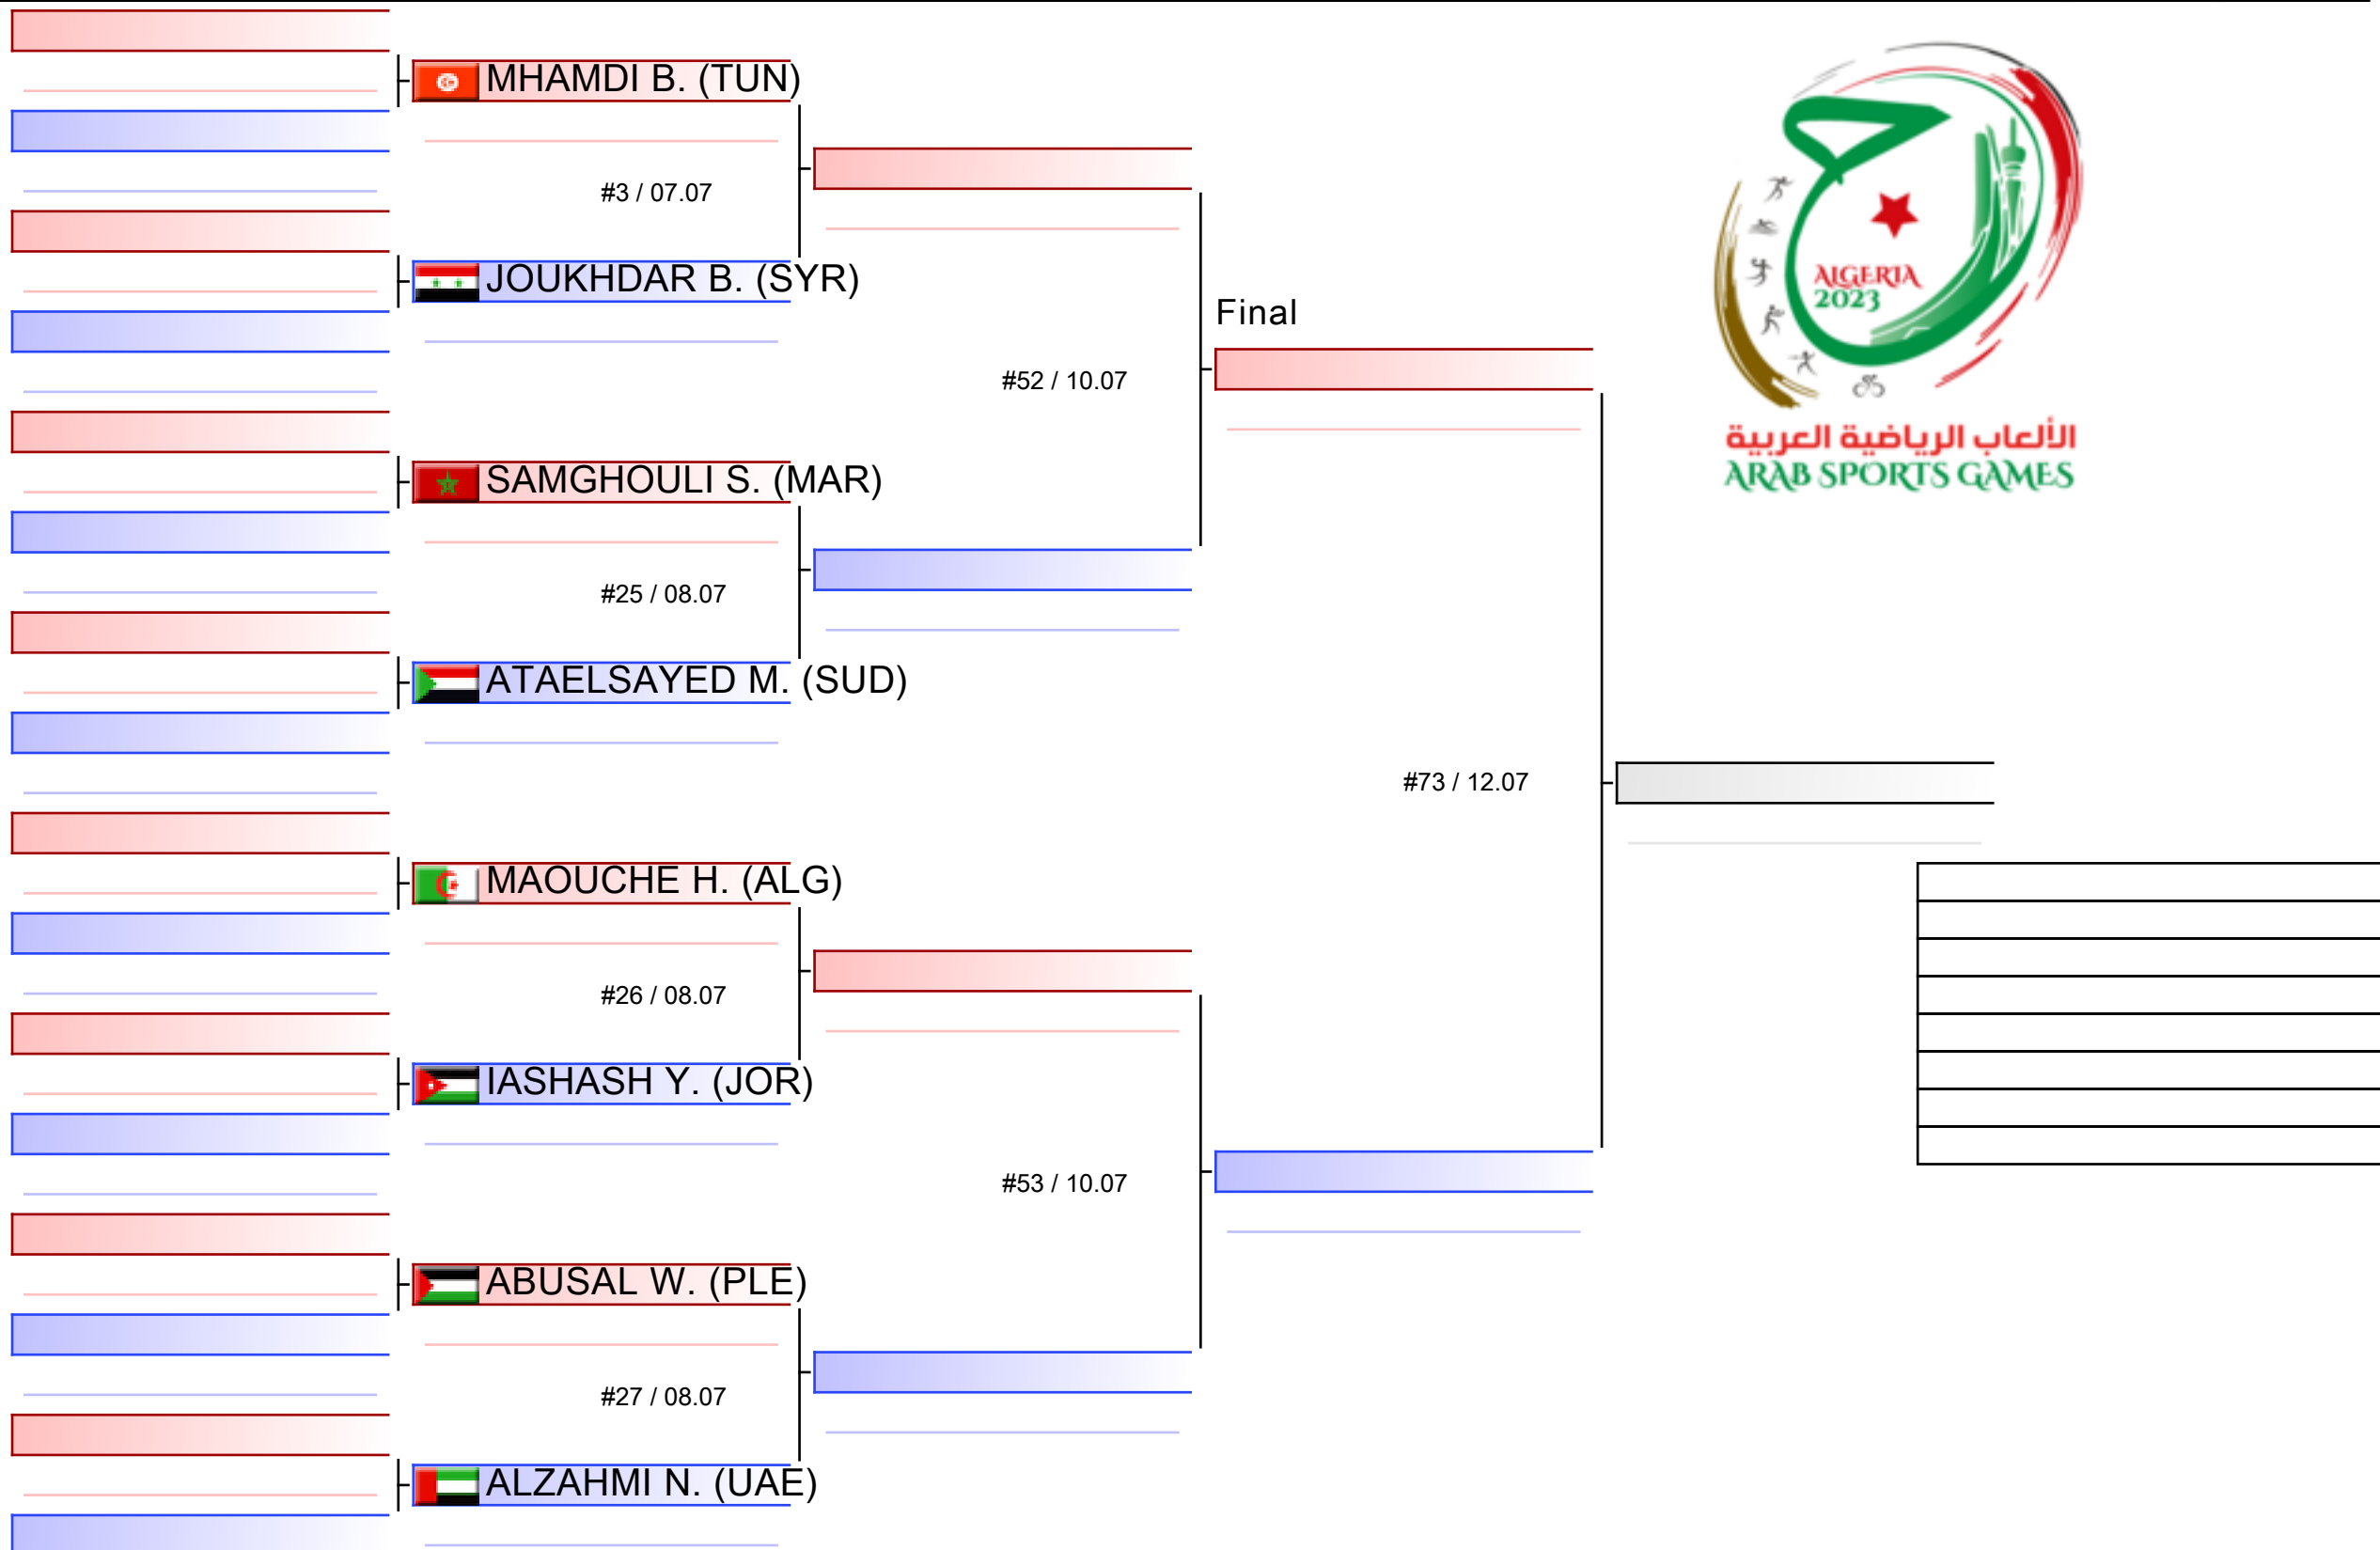 MHAMDI B. (TUN)
#3 / 07.07
JOUKHDAR B. (SYR)
Final
#52 / 10.07
SAMGHOULI S. (MAR)
#25 / 08.07
ATAELSAYED M. (SUD)
#73 / 12.07
MAOUCHE H. (ALG)
#26 / 08.07
IASHASH Y. (JOR)
#53 / 10.07
ABUSAL W. (PLE)
#27 / 08.07
ALZAHMI N. (UAE)
ALGERIA
2023
الألعاب الرياضية العربية
ARAB SPORTS GAMES